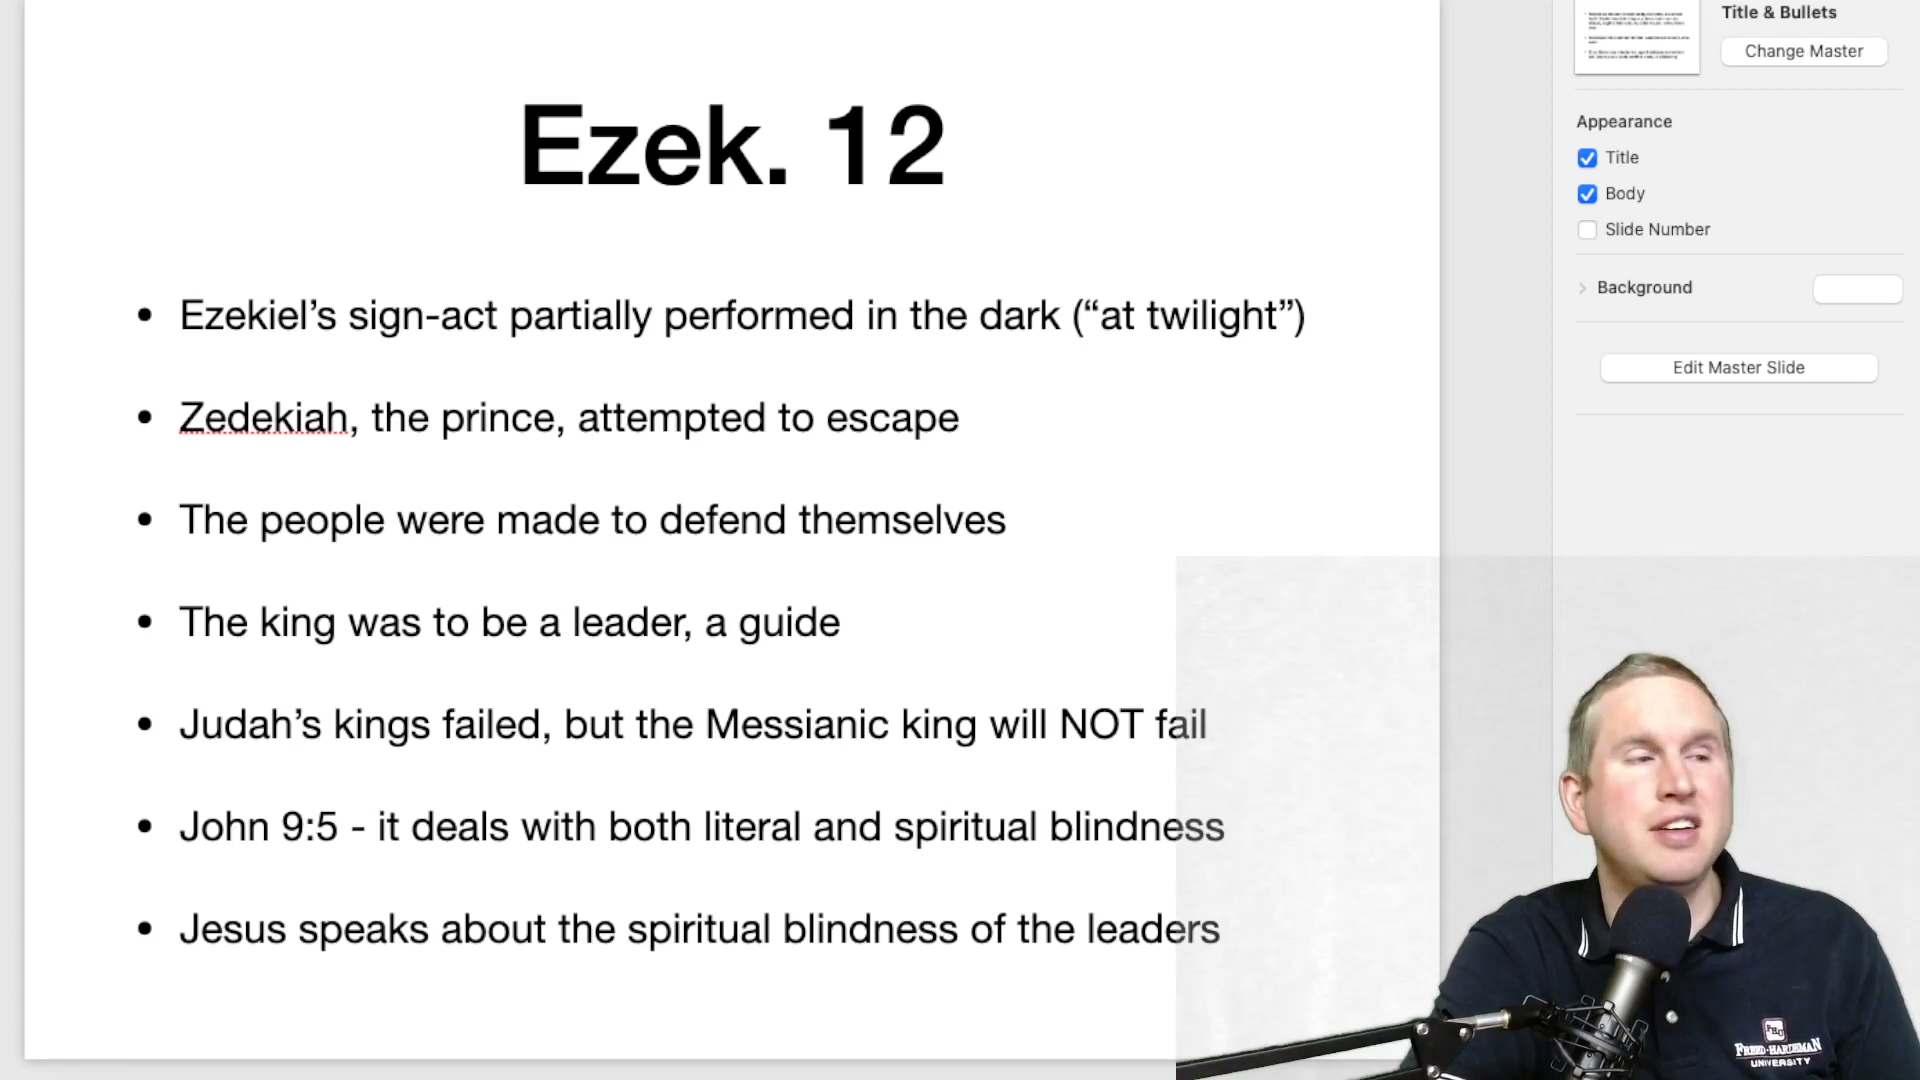 Ezek. 12
• Ezekiel’s sign-act partially performed in the dark (“at twilight”)
• Zedekiah, the prince, attempted to escape
• The people were made to defend themselves
• The king was to be a leader, a guide
• Judah’s kings failed, but the Messianic king will NOT fail
• John 9:5 - it deals with both literal and spiritual blindness
• Jesus speaks about the spiritual blindness of the leaders
Title & Bullets
Change Master
Appearance
Title
Body
Slide Number
Background
Edit Master Slide
FHU
FREED-HARDEMAN
UNIVERSITY